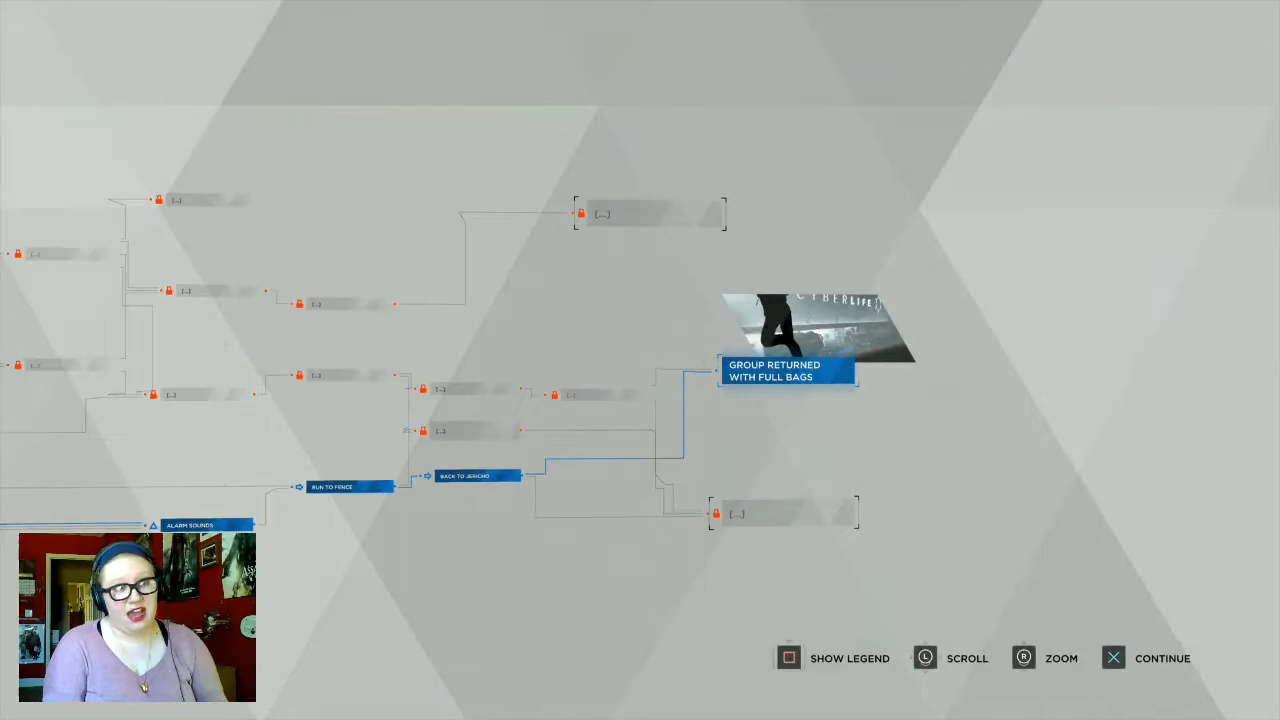 [...]
[...]
[...]
[...]
[...]
CYBERLIFE
GROUP RETURNED
WITH FULL BAGS
[...]
[...]
[...]
[...]
[...]
[...]
BACK TO JERICHO
RUN TO FENCE
[...]
ALARM SOUNDS
SHOW LEGEND
L
SCROLL
R
ZOOM
CONTINUE